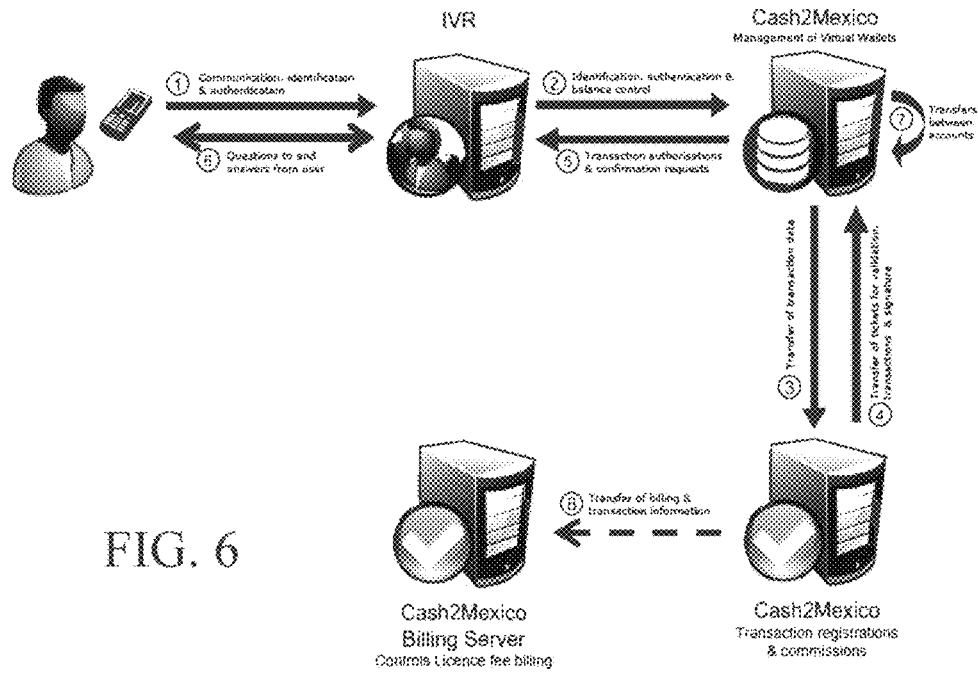 IVR
Cash2Mexico
Management of Virtual Wallets
1 Communication, identification
& authentication
2 Identification, authentication &
balance control
7 Transfers
between
accounts
6 Questions to and
answers from user
5 Transaction authorisations
& confirmation requests
3 Transfer of transaction data
4 Transfer of tickets for validation,
transactions & signature
8 Transfer of billing &
transaction information
FIG. 6
Cash2Mexico
Billing Server
Controls Licence fee billing
Cash2Mexico
Transaction registrations
& commissions